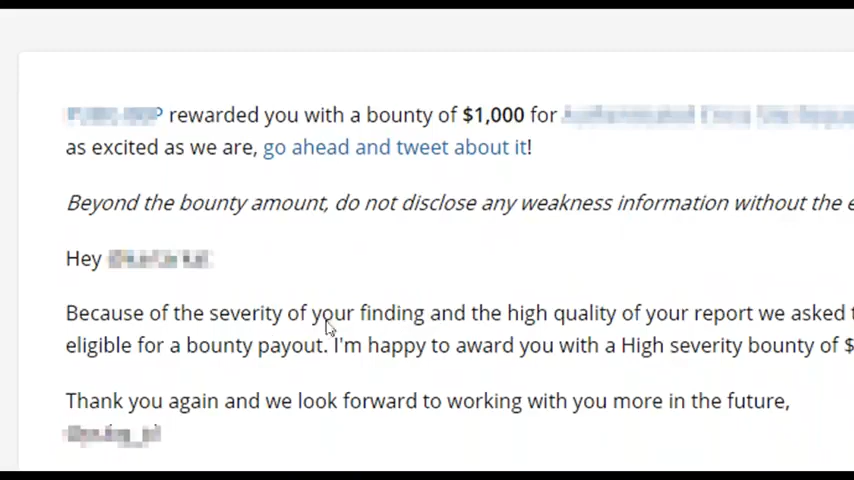 rewarded you with a bounty of $1,000 for
as excited as we are, go ahead and tweet about it!
Beyond the bounty amount, do not disclose any weakness information without the
Hey
Because of the severity of your finding and the high quality of your report we asked
eligible for a bounty payout. I'm happy to award you with a High severity bounty of $
Thank you again and we look forward to working with you more in the future,